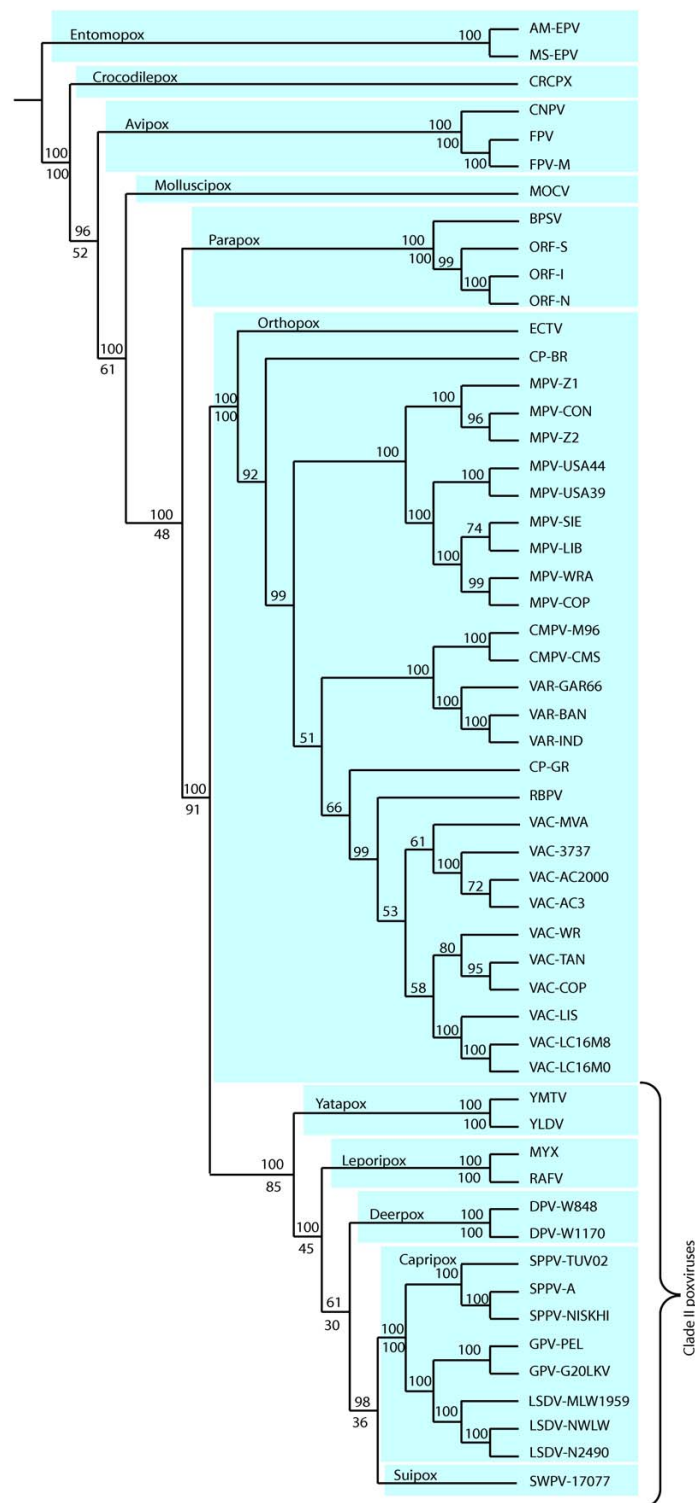 Entomopox
100
AM-EPV
MS-EPV
Crocodilepox
CRCPX
100
100
Avipox
100
100
CNPV
FPV
100
FPV-M
Molluscipox
MOCV
96
52
Parapox
100
100
BPSV
99
ORF-S
100
ORF-I
ORF-N
100
61
Orthopox
ECTV
CP-BR
100
100
100
MPV-Z1
96
MPV-CON
MPV-Z2
100
92
100
MPV-USA44
MPV-USA39
100
74
MPV-SIE
MPV-LIB
100
99
MPV-WRA
MPV-COP
100
48
99
100
CMPV-M96
CMPV-CMS
100
VAR-GAR66
100
100
VAR-BAN
VAR-IND
51
CP-GR
RBPV
100
91
66
61
VAC-MVA
99
100
VAC-3737
72
VAC-AC2000
VAC-AC3
53
80
VAC-WR
95
VAC-TAN
VAC-COP
58
VAC-LIS
100
100
VAC-LC16M8
VAC-LC16M0
Yatapox
100
100
YMTV
YLDV
100
85
Leporipox
100
100
MYX
RAFV
100
45
Deerpox
100
100
DPV-W848
DPV-W1170
Capripox
100
SPPV-TUV02
100
SPPV-A
SPPV-NISKHI
61
30
100
100
100
GPV-PEL
GPV-G20LKV
100
100
LSDV-MLW1959
100
LSDV-NWLW
LSDV-N2490
98
36
Suipox
SWPV-17077
Clade II poxviruses